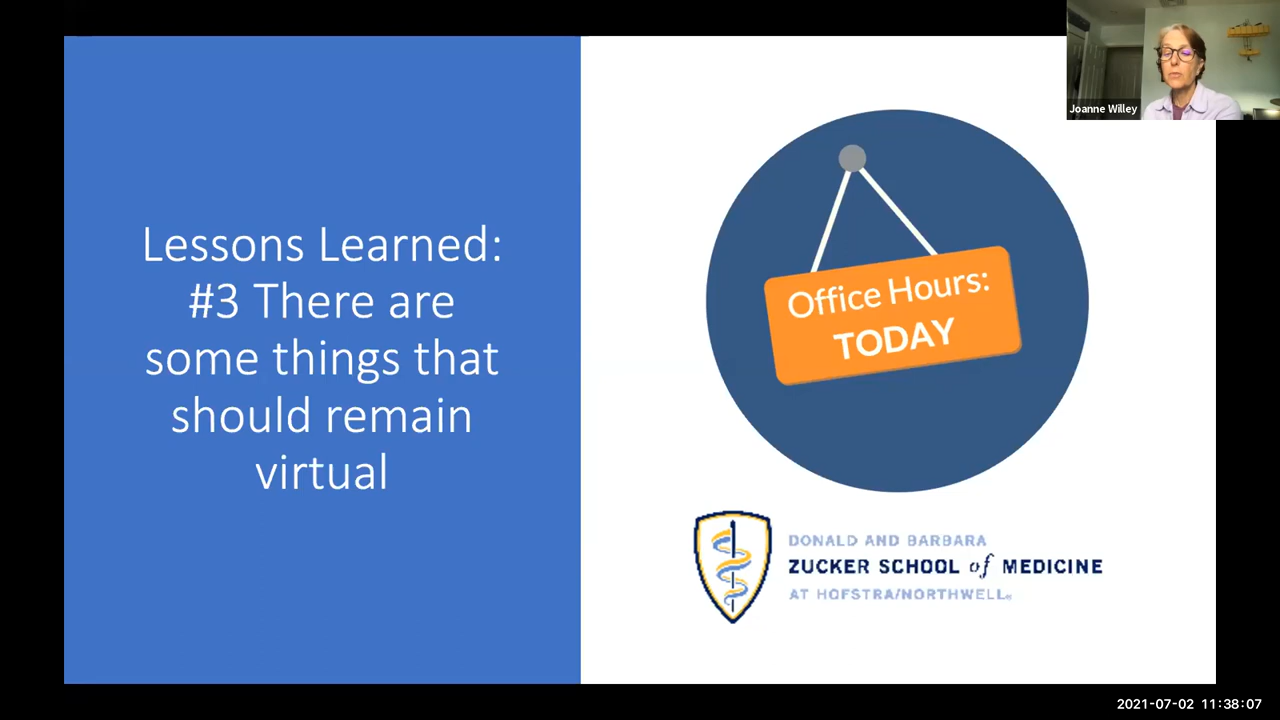 Lessons Learned:
#3 There are
some things that
should remain
virtual
Office Hours:
TODAY
DONALD AND BARBARA
ZUCKER SCHOOL of MEDICINE
AT HOFSTRA/NORTHWELL
Joanne Willey
2021-07-02 11:38:07